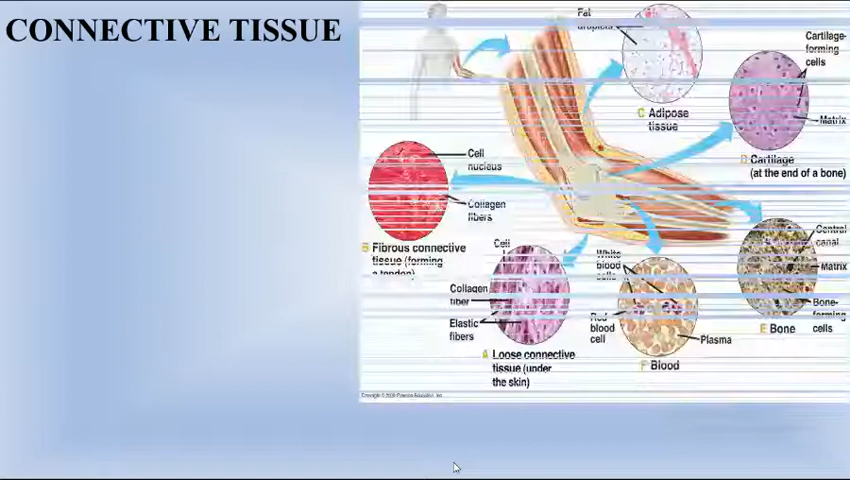 CONNECTIVE TISSUE
Fat
droplets
Cartilage-
forming
cells
C Adipose
tissue
Matrix
Cell
nucleus
D Cartilage
(at the end of a bone)
Collagen
fibers
Central
canal
B Fibrous connective
tissue (forming
a tendon)
Cell
White
blood
cells
Matrix
Collagen
fiber
Bone-
forming
cells
Red
blood
cell
Elastic
fibers
E Bone
Plasma
A Loose connective
tissue (under
the skin)
F Blood